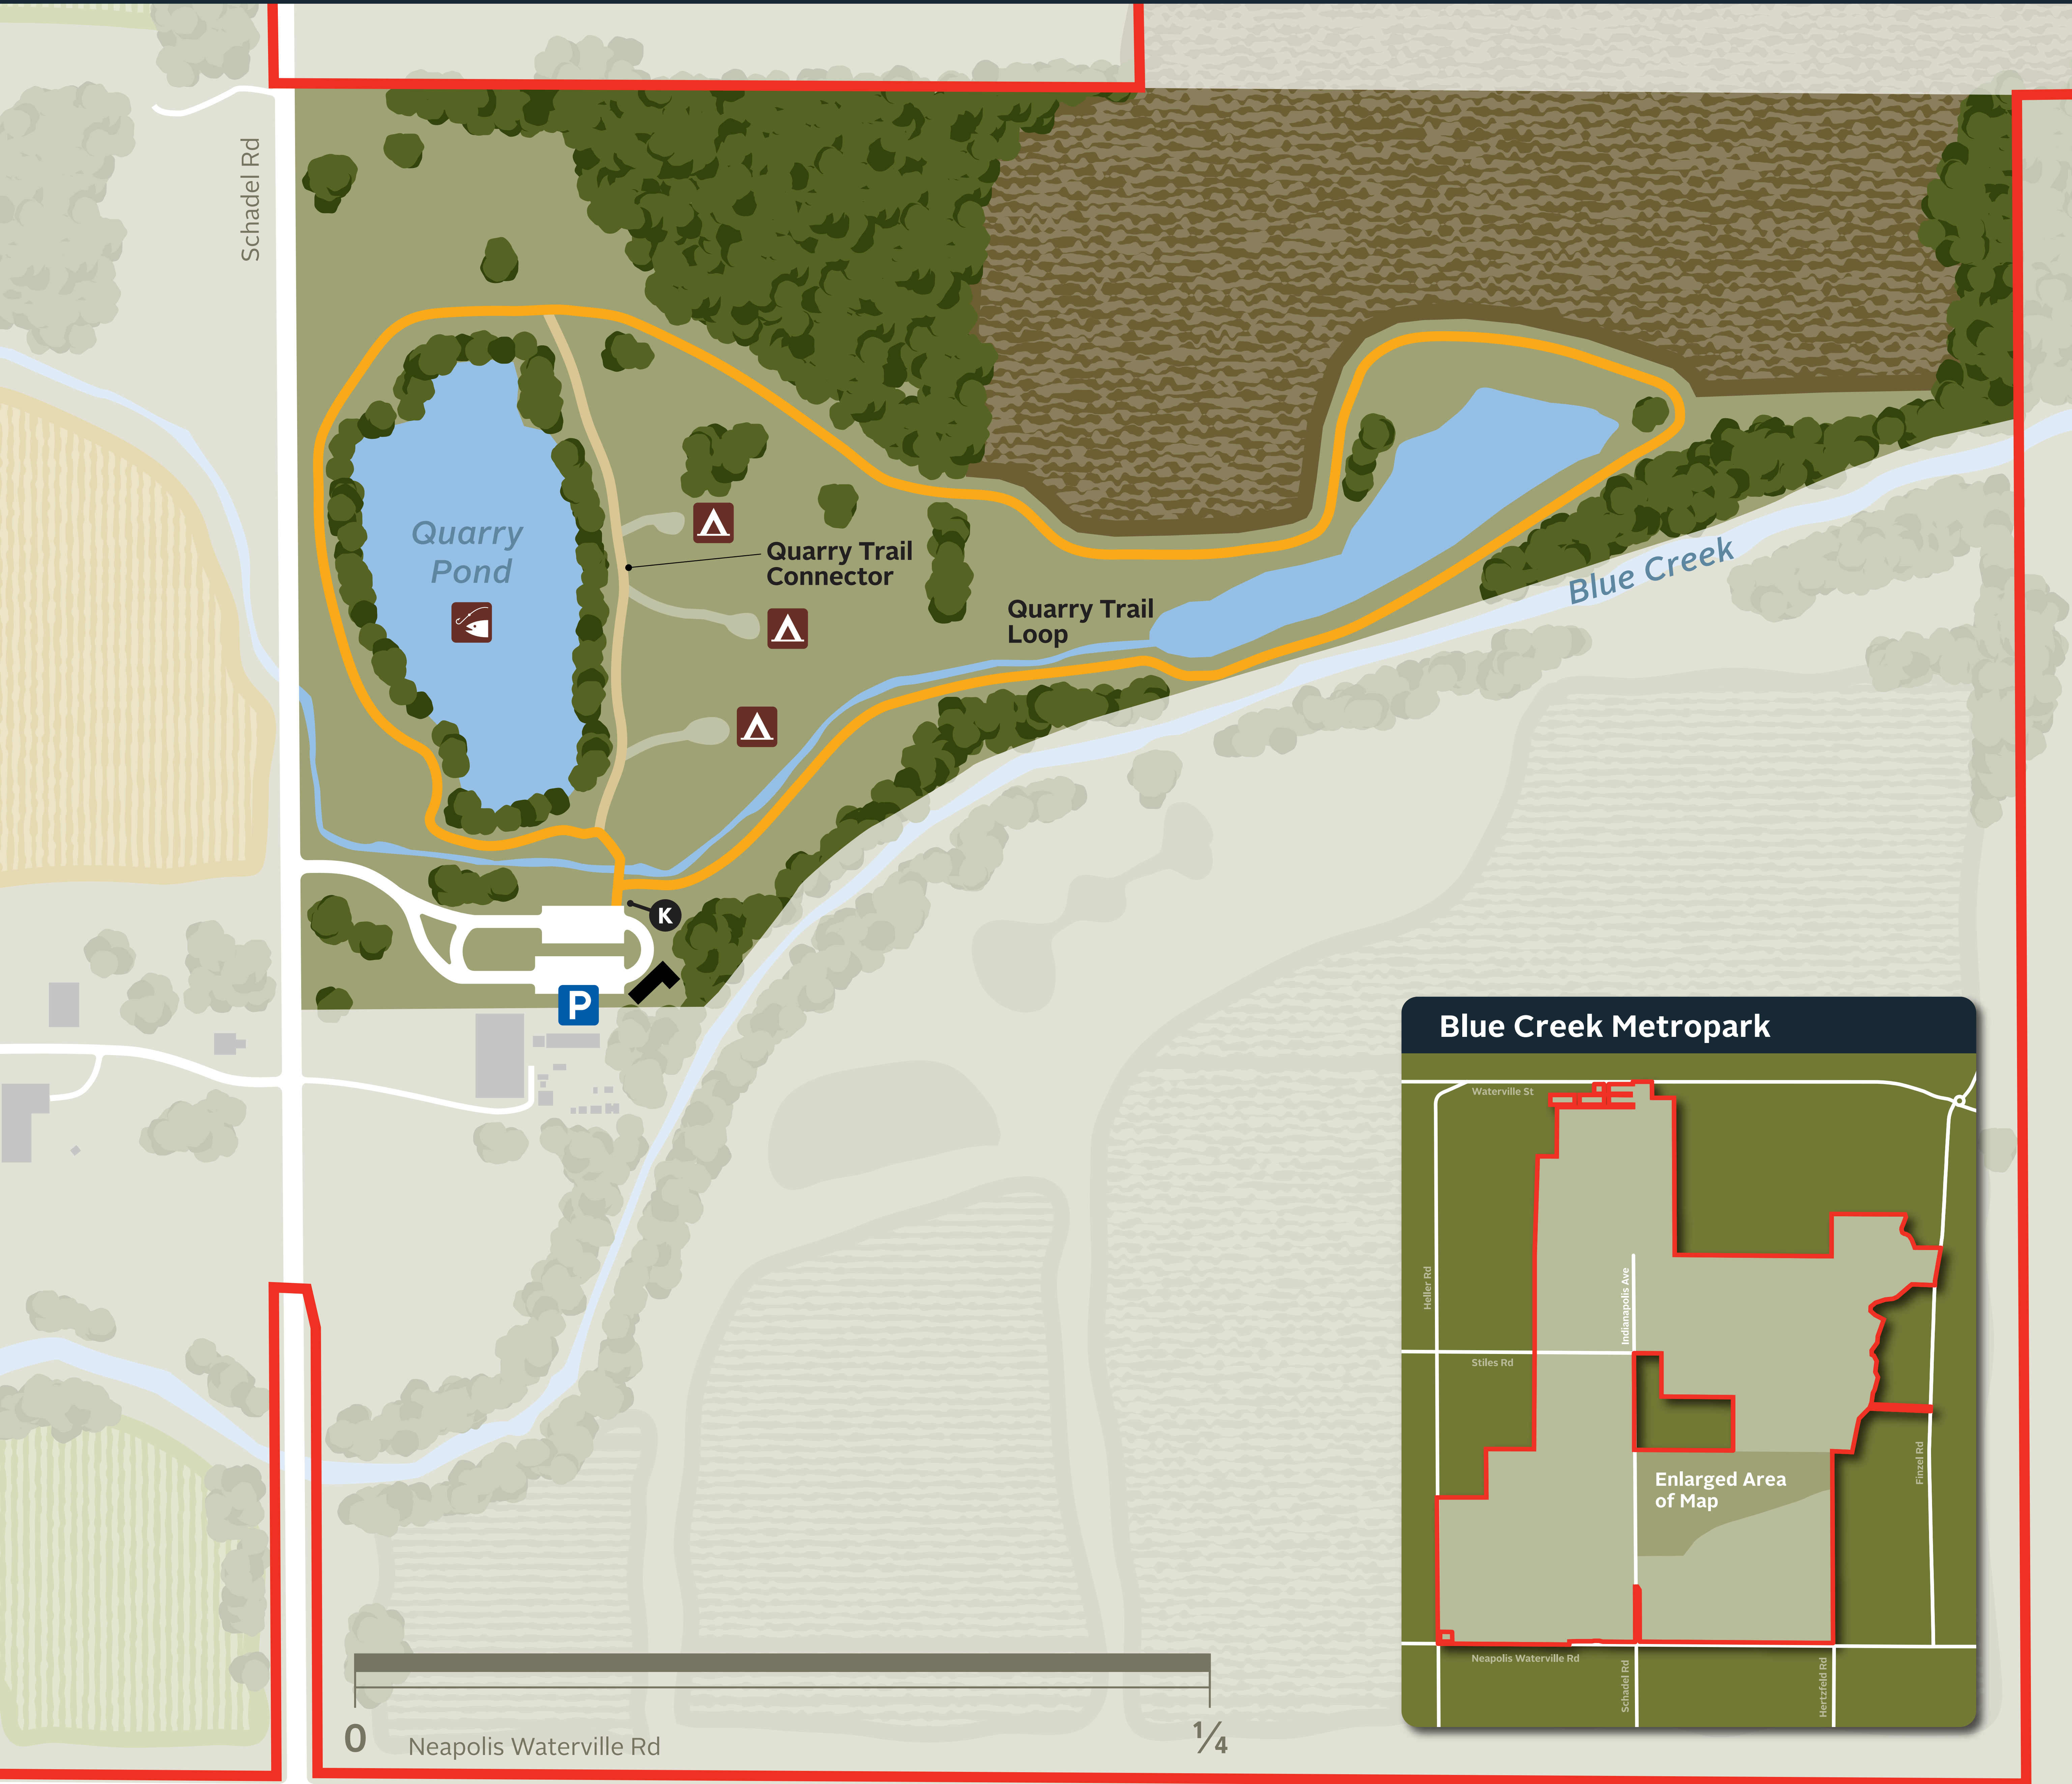 Schadel Rd
Quarry
Pond
Quarry Trail
Connector
Quarry Trail
Loop
Blue Creek
K
P
0
1/4
Neapolis Waterville Rd
Blue Creek Metropark
Waterville St
Heller Rd
Indianapolis Ave
Stiles Rd
Enlarged Area
of Map
Finzel Rd
Neapolis Waterville Rd
Schadel Rd
Hertzfeld Rd